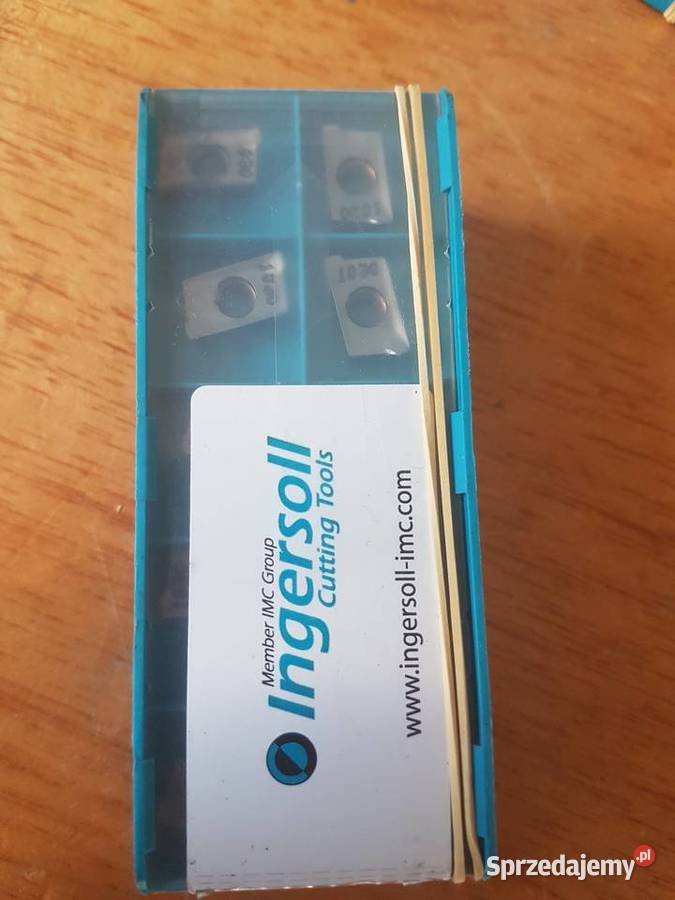 Member IMC Group
Ingersoll
Cutting Tools
www.ingersoll-imc.com
Sprzedajemy.pl